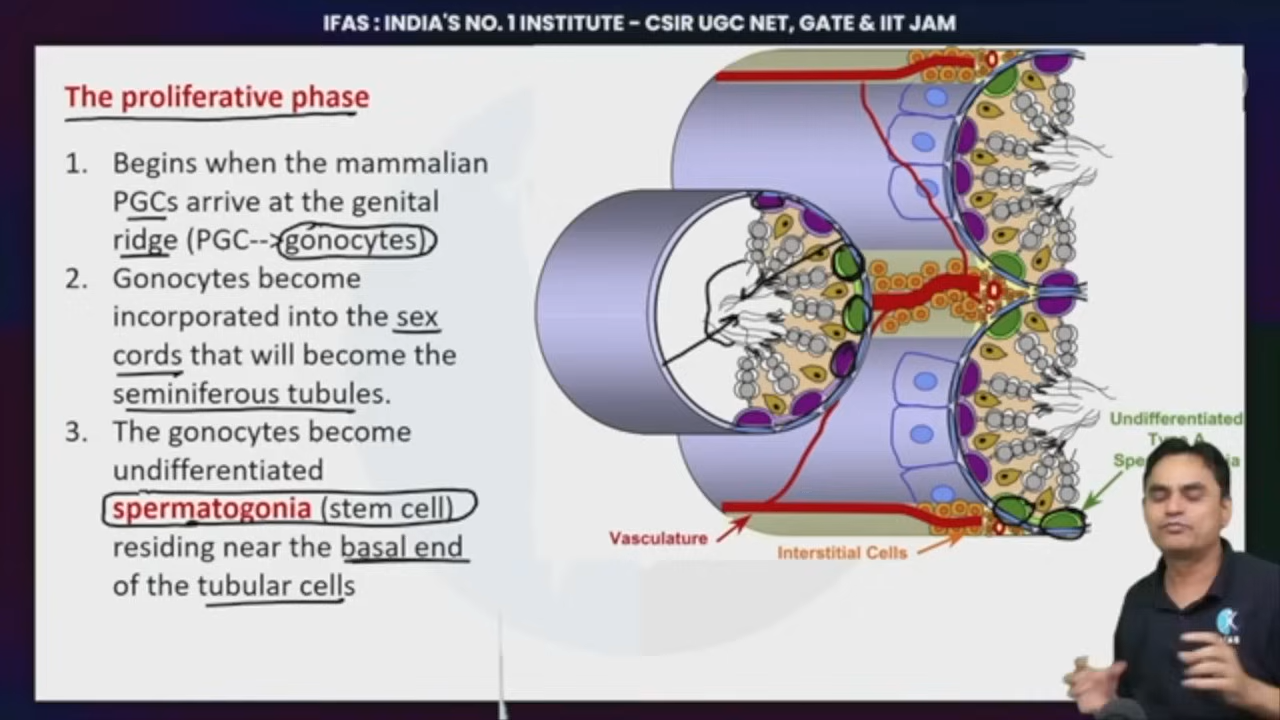 IFAS : INDIA'S NO. 1 INSTITUTE - CSIR UGC NET, GATE & IIT JAM
The proliferative phase
1. Begins when the mammalian
PGCs arrive at the genital
ridge (PGC-->gonocytes)
2. Gonocytes become
incorporated into the sex
cords that will become the
seminiferous tubules.
3. The gonocytes become
undifferentiated
spermatogonia (stem cell)
residing near the basal end
of the tubular cells
Undifferentiated
Vasculature
Interstitial Cells